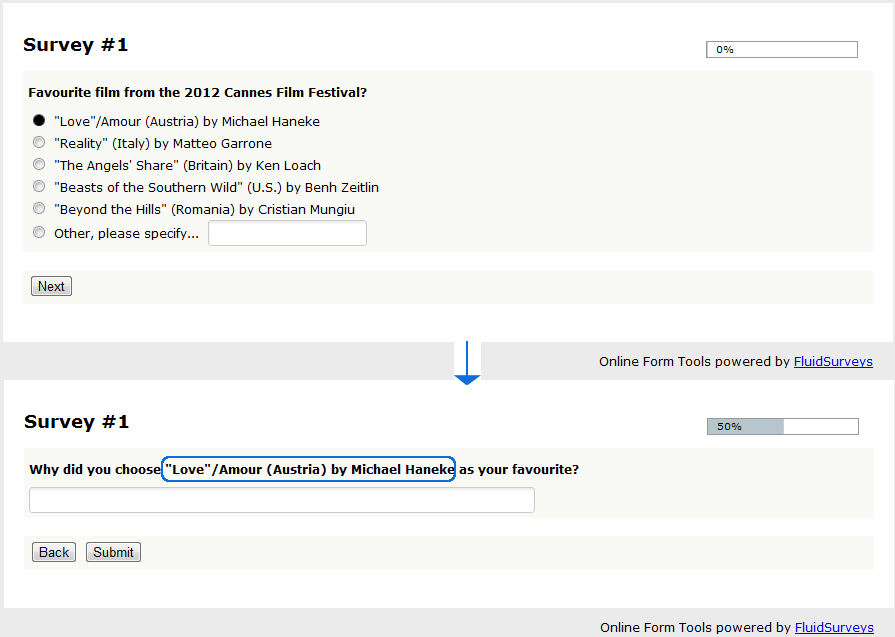 Survey #1
0%
Favourite film from the 2012 Cannes Film Festival?
"Love"/Amour (Austria) by Michael Haneke
"Reality" (Italy) by Matteo Garrone
"The Angels' Share" (Britain) by Ken Loach
"Beasts of the Southern Wild" (U.S.) by Benh Zeitlin
"Beyond the Hills" (Romania) by Cristian Mungiu
Other, please specify...
Next
Online Form Tools powered by FluidSurveys
Survey #1
50%
Why did you choose "Love"/Amour (Austria) by Michael Haneke as your favourite?
Back Submit
Online Form Tools powered by FluidSurveys